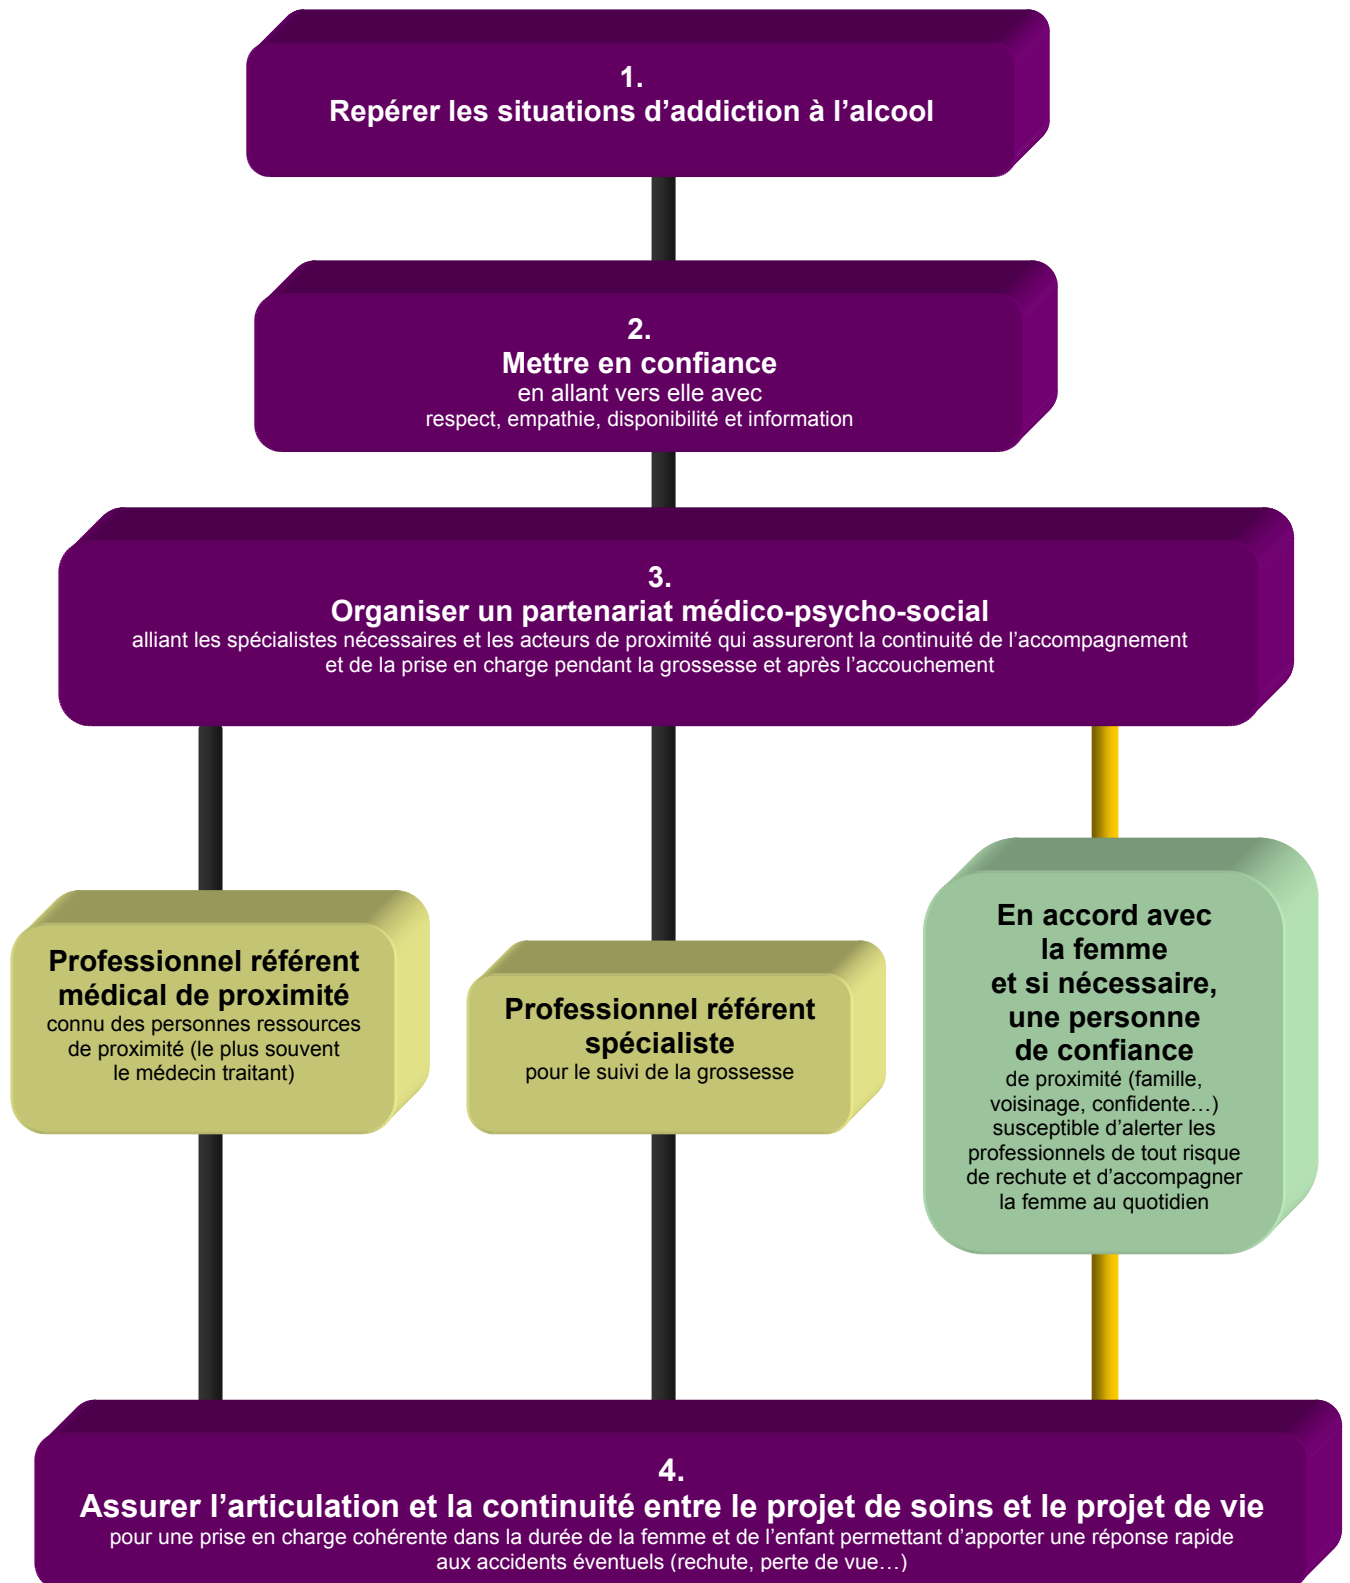 1.
Repérer les situations d’addiction à l’alcool
2.
Mettre en confiance
en allant vers elle avec
respect, empathie, disponibilité et information
3.
Organiser un partenariat médico-psycho-social
alliant les spécialistes nécessaires et les acteurs de proximité qui assureront la continuité de l’accompagnement
et de la prise en charge pendant la grossesse et après l’accouchement
Professionnel référent
médical de proximité
connu des personnes ressources
de proximité (le plus souvent
le médecin traitant)
Professionnel référent
spécialiste
pour le suivi de la grossesse
En accord avec
la femme
et si nécessaire,
une personne
de confiance
de proximité (famille,
voisinage, confidente…)
susceptible d’alerter les
professionnels de tout risque
de rechute et d’accompagner
la femme au quotidien
4.
Assurer l’articulation et la continuité entre le projet de soins et le projet de vie
pour une prise en charge cohérente dans la durée de la femme et de l’enfant permettant d’apporter une réponse rapide
aux accidents éventuels (rechute, perte de vue…)